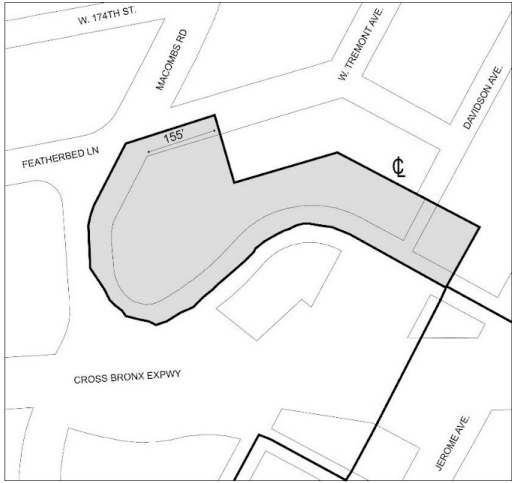 W. 174TH ST.
MACOMBS RD
W. TREMONT AVE.
DAVIDSON AVE.
155'
FEATHERBED LN
℄
CROSS BRONX EXPWY
JEROME AVE.